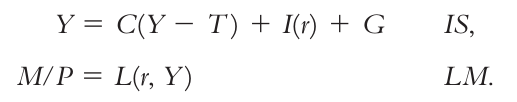 Y = C(Y − T) + I(r) + G IS,
M/P = L(r, Y) LM.